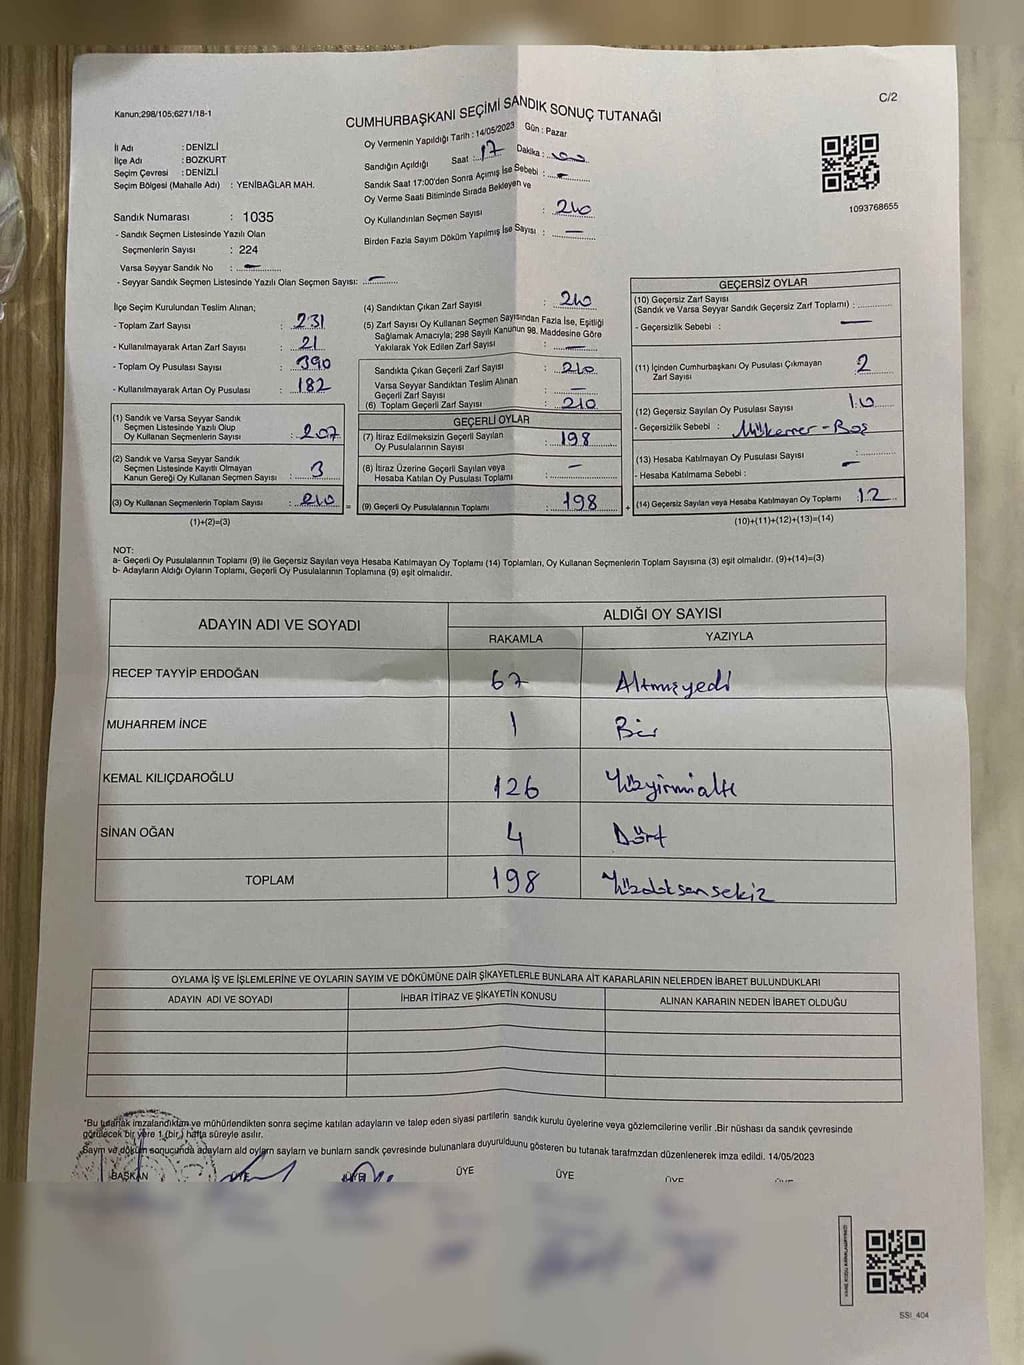 C/2
Kanun;298/105;6271/18-1
CUMHURBAŞKANI SEÇİMİ SANDIK SONUÇ TUTANAĞI
İl Adı : DENİZLİ
İlçe Adı : BOZKURT
Seçim Çevresi : DENİZLİ
Seçim Bölgesi (Mahalle Adı) : YENİBAĞLAR MAH.
Sandık Numarası : 1035
- Sandık Seçmen Listesinde Yazılı Olan
Seçmenlerin Sayısı : 224
Varsa Seyyar Sandık No : —
- Seyyar Sandık Seçmen Listesinde Yazılı Olan Seçmen Sayısı: —
Oy Vermenin Yapıldığı Tarih : 14/05/2023 Gün : Pazar
Sandığın Açıldığı Saat : 17 Dakika : 00
Sandık Saat 17:00'den Sonra Açımış İse Sebebi : —
Oy Verme Saati Bitiminde Sırada Bekleyen ve
Oy Kullandırılan Seçmen Sayısı : 210
Birden Fazla Sayım Döküm Yapılmış İse Sayısı : —
1093768655
İlçe Seçim Kurulundan Teslim Alınan;
- Toplam Zarf Sayısı : 231
- Kullanılmayarak Artan Zarf Sayısı : 21
- Toplam Oy Pusulası Sayısı : 390
- Kullanılmayarak Artan Oy Pusulası : 182
(1) Sandık ve Varsa Seyyar Sandık
Seçmen Listesinde Yazılı Olup
Oy Kullanan Seçmenlerin Sayısı : 207
(2) Sandık ve Varsa Seyyar Sandık
Seçmen Listesinde Kayıtlı Olmayan
Kanun Gereği Oy Kullanan Seçmen Sayısı : 3
(3) Oy Kullanan Seçmenlerin Toplam Sayısı : 210
(1)+(2)=(3)
(4) Sandıktan Çıkan Zarf Sayısı : 210
(5) Zarf Sayısı Oy Kullanan Seçmen Sayısından Fazla İse, Eşitliği
Sağlamak Amacıyla; 298 Sayılı Kanunun 98. Maddesine Göre
Yakılarak Yok Edilen Zarf Sayısı : —
Sandıkta Çıkan Geçerli Zarf Sayısı : 210
Varsa Seyyar Sandıktan Teslim Alınan
Geçerli Zarf Sayısı : —
(6) Toplam Geçerli Zarf Sayısı : 210
GEÇERLİ OYLAR
(7) İtiraz Edilmeksizin Geçerli Sayılan
Oy Pusulalarının Sayısı : 198
(8) İtiraz Üzerine Geçerli Sayılan veya
Hesaba Katılan Oy Pusulası Toplamı : —
= (9) Geçerli Oy Pusulalarının Toplamı : 198
GEÇERSİZ OYLAR
(10) Geçersiz Zarf Sayısı
(Sandık ve Varsa Seyyar Sandık Geçersiz Zarf Toplamı) :
- Geçersizlik Sebebi : —
(11) İçinden Cumhurbaşkanı Oy Pusulası Çıkmayan
Zarf Sayısı : 2
(12) Geçersiz Sayılan Oy Pusulası Sayısı : 10
- Geçersizlik Sebebi : Mükerrer - Boş
(13) Hesaba Katılmayan Oy Pusulası Sayısı : —
- Hesaba Katılmama Sebebi :
+ (14) Geçersiz Sayılan veya Hesaba Katılmayan Oy Toplamı : 12
(10)+(11)+(12)+(13)=(14)
NOT:
a- Geçerli Oy Pusulalarının Toplamı (9) ile Geçersiz Sayılan veya Hesaba Katılmayan Oy Toplamı (14) Toplamları, Oy Kullanan Seçmenlerin Toplam Sayısına (3) eşit olmalıdır. (9)+(14)=(3)
b- Adayların Aldığı Oyların Toplamı, Geçerli Oy Pusulalarının Toplamına (9) eşit olmalıdır.
ADAYIN ADI VE SOYADI ALDIĞI OY SAYISI
RAKAMLA YAZIYLA
RECEP TAYYİP ERDOĞAN 67 Altmışyedi
MUHARREM İNCE 1 Bir
KEMAL KILIÇDAROĞLU 126 Yüzyirmialtı
SİNAN OĞAN 4 Dört
TOPLAM 198 Yüzdoksansekiz
OYLAMA İŞ VE İŞLEMLERİNE VE OYLARIN SAYIM VE DÖKÜMÜNE DAİR ŞİKAYETLERLE BUNLARA AİT KARARLARIN NELERDEN İBARET BULUNDUKLARI
ADAYIN ADI VE SOYADI İHBAR İTİRAZ VE ŞİKAYETİN KONUSU ALINAN KARARIN NEDEN İBARET OLDUĞU
*Bu tutanak imzalandıktan ve mühürlendikten sonra seçime katılan adayların ve talep eden siyasi partilerin sandık kurulu üyelerine veya gözlemcilerine verilir .Bir nüshası da sandık çevresinde
görülecek bir yere 1 (bir) hafta süreyle asılır.
Sayım ve döküm sonucunda adayların ald oyların sayları ve bunların sandk çevresinde bulunanlara duyurulduunu gösteren bu tutanak tarafmzdan düzenlenerek imza edildi. 14/05/2023
BAŞKAN ÜYE ÜYE ÜYE ÜYE ÜYE
SSI_404